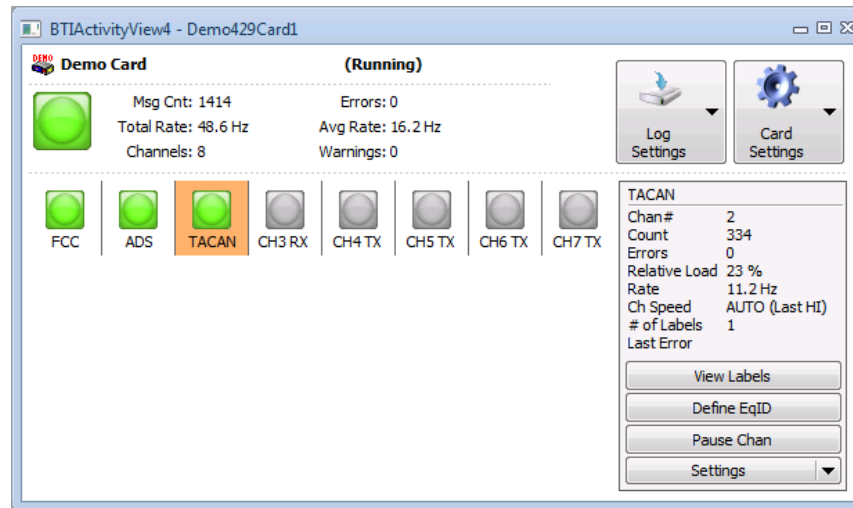 BTIActivityView4 - Demo429Card1
DEMO Demo Card (Running)
Msg Cnt: 1414 Errors: 0
Total Rate: 48.6 Hz Avg Rate: 16.2 Hz
Channels: 8 Warnings: 0
Log Settings
Card Settings
FCC ADS TACAN CH3 RX CH4 TX CH5 TX CH6 TX CH7 TX
TACAN
Chan# 2
Count 334
Errors 0
Relative Load 23 %
Rate 11.2 Hz
Ch Speed AUTO (Last HI)
# of Labels 1
Last Error
View Labels
Define EqID
Pause Chan
Settings